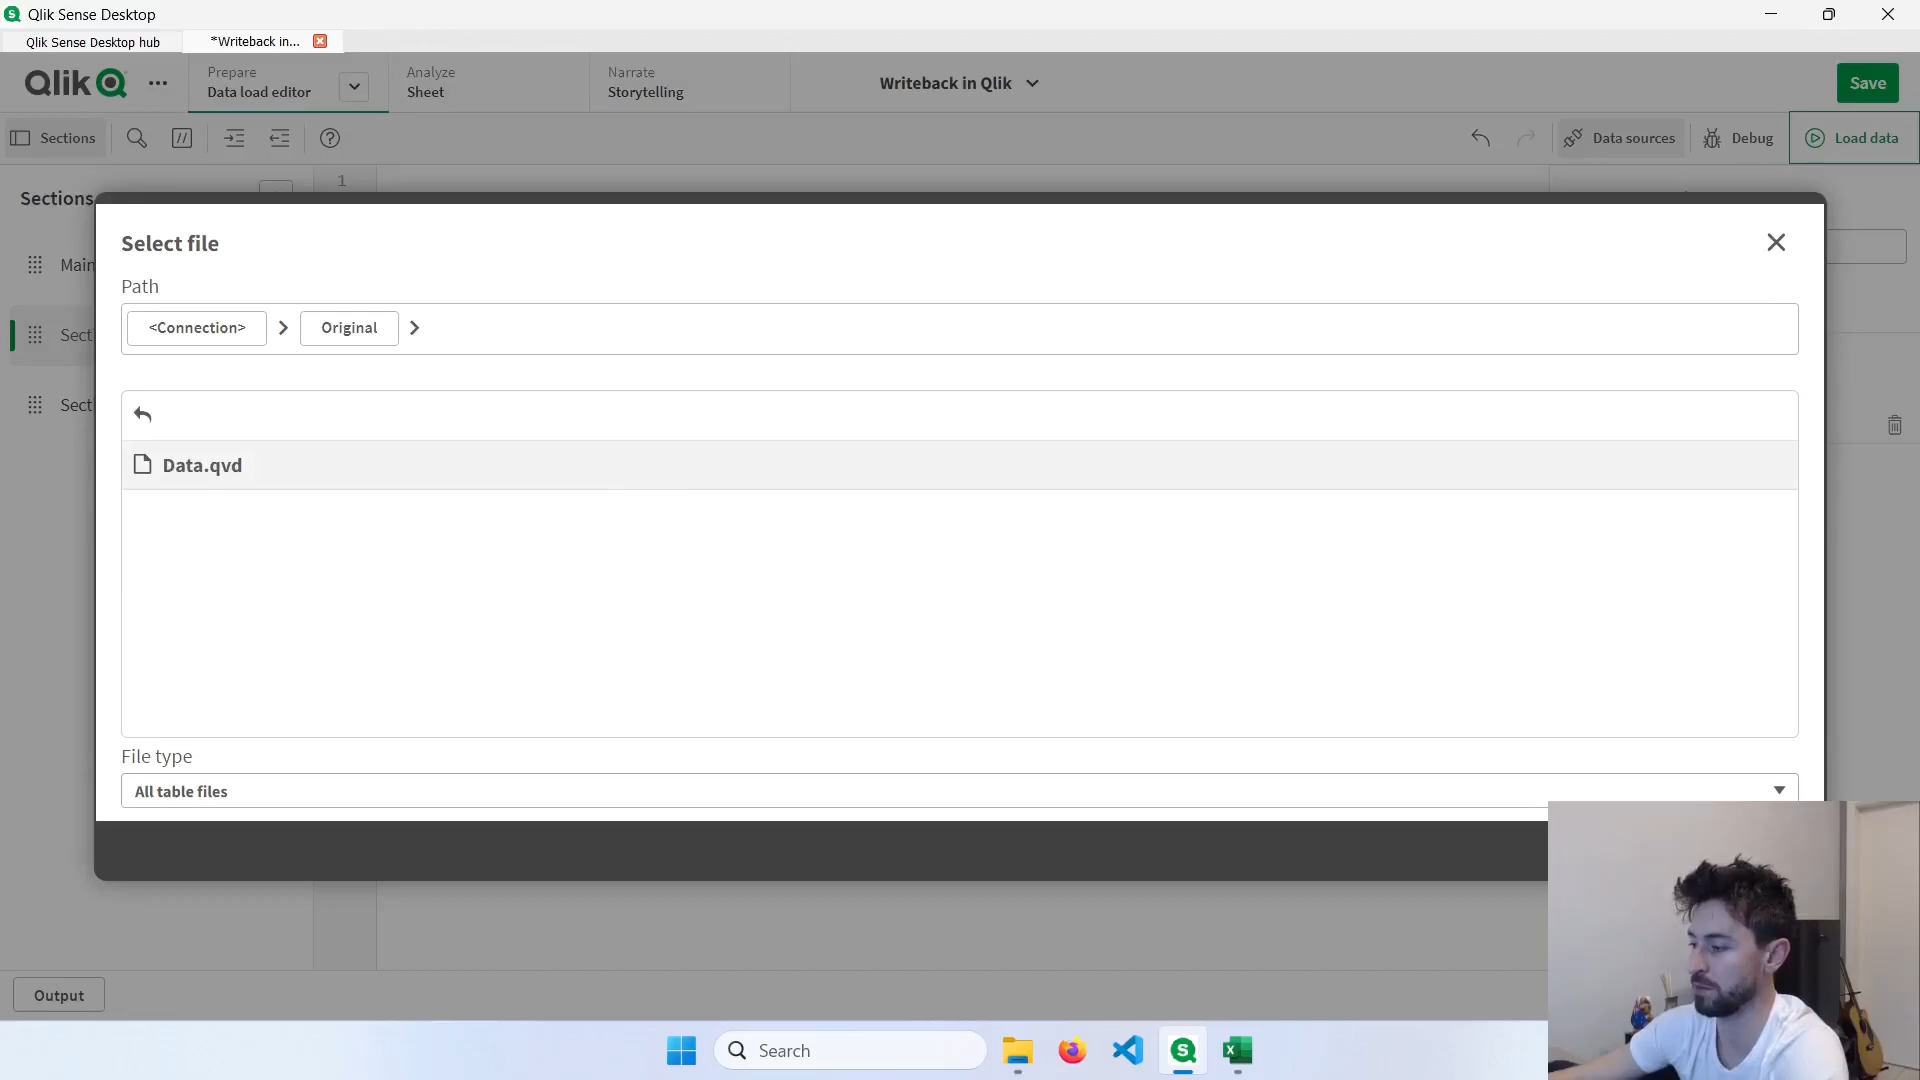 Qlik Sense Desktop
Qlik Sense Desktop hub
*Writeback in...
Qlik
Prepare
Data load editor
Analyze
Sheet
Narrate
Storytelling
Writeback in Qlik
Save
Sections
//
Data sources
Debug
Load data
Sections
1
Main
Sect
Sect
Select file
Path
<Connection>
Original
Data.qvd
File type
All table files
Output
Search